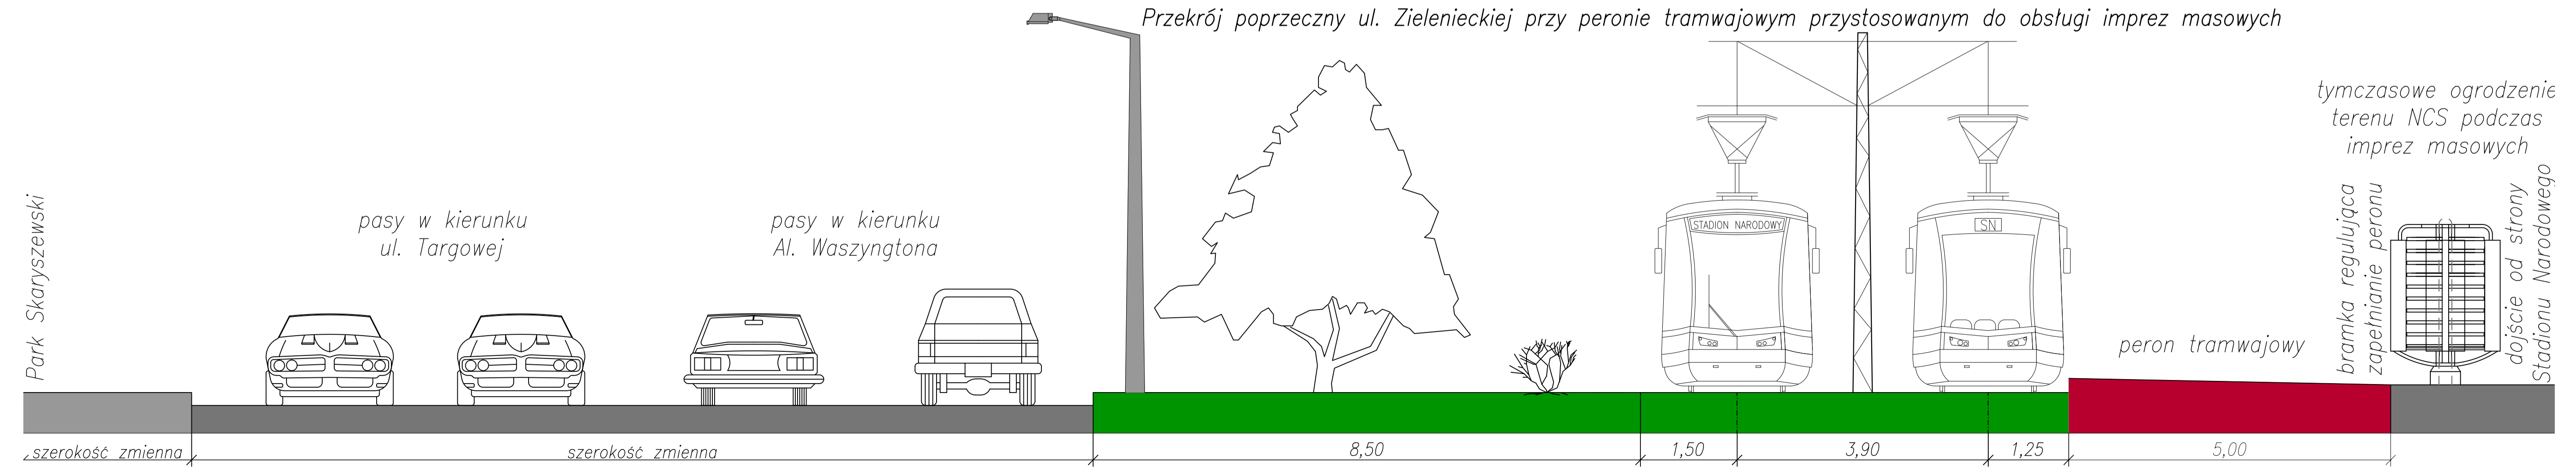 Przekrój poprzeczny ul. Zielenieckiej przy peronie tramwajowym przystosowanym do obsługi imprez masowych
Park Skaryszewski
pasy w kierunku
ul. Targowej
pasy w kierunku
Al. Waszyngtona
STADION NARODOWY
SN
peron tramwajowy
tymczasowe ogrodzenie
terenu NCS podczas
imprez masowych
bramka regulująca
zapełnianie peronu
dojście od strony
Stadionu Narodowego
szerokość zmienna
szerokość zmienna
8,50
1,50
3,90
1,25
5,00